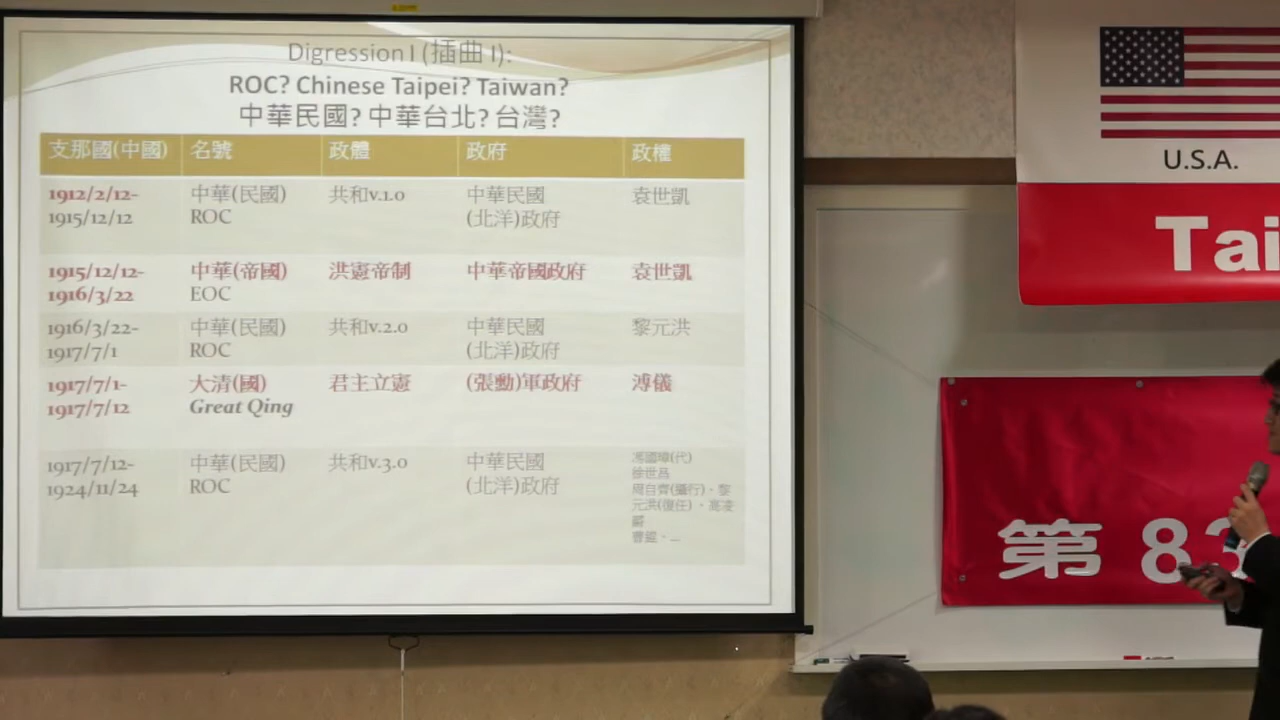 Digression I (插曲 I):
ROC? Chinese Taipei? Taiwan?
中華民國? 中華台北? 台灣?
支那國(中國) 名號 政體 政府 政權
1912/2/12-
1915/12/12
中華(民國)
ROC
共和v.1.0
中華民國
(北洋)政府
袁世凱
1915/12/12-
1916/3/22
中華(帝國)
EOC
洪憲帝制
中華帝國政府
袁世凱
1916/3/22-
1917/7/1
中華(民國)
ROC
共和v.2.0
中華民國
(北洋)政府
黎元洪
1917/7/1-
1917/7/12
大清(國)
Great Qing
君主立憲
(張勳)軍政府
溥儀
1917/7/12-
1924/11/24
中華(民國)
ROC
共和v.3.0
中華民國
(北洋)政府
馮國璋(代)
徐世昌
周自齊(攝行)、黎
元洪(復任)、高凌
霨
曹錕、...
U.S.A.
Tai
第 83